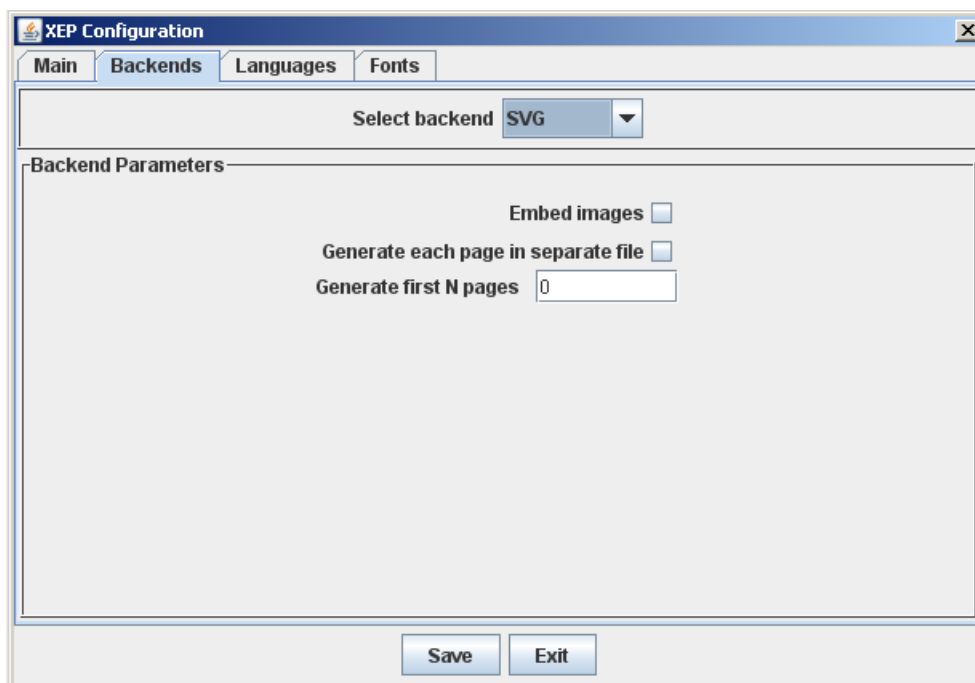 XEP Configuration
Main Backends Languages Fonts
Select backend SVG
Backend Parameters
Embed images
Generate each page in separate file
Generate first N pages 0
Save Exit